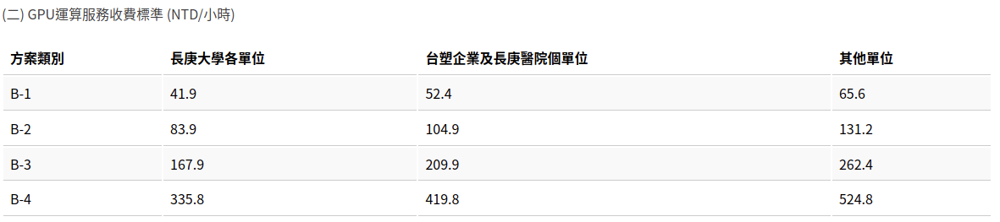 (二) GPU運算服務收費標準 (NTD/小時)
方案類別 長庚大學各單位 台塑企業及長庚醫院個單位 其他單位
B-1 41.9 52.4 65.6
B-2 83.9 104.9 131.2
B-3 167.9 209.9 262.4
B-4 335.8 419.8 524.8